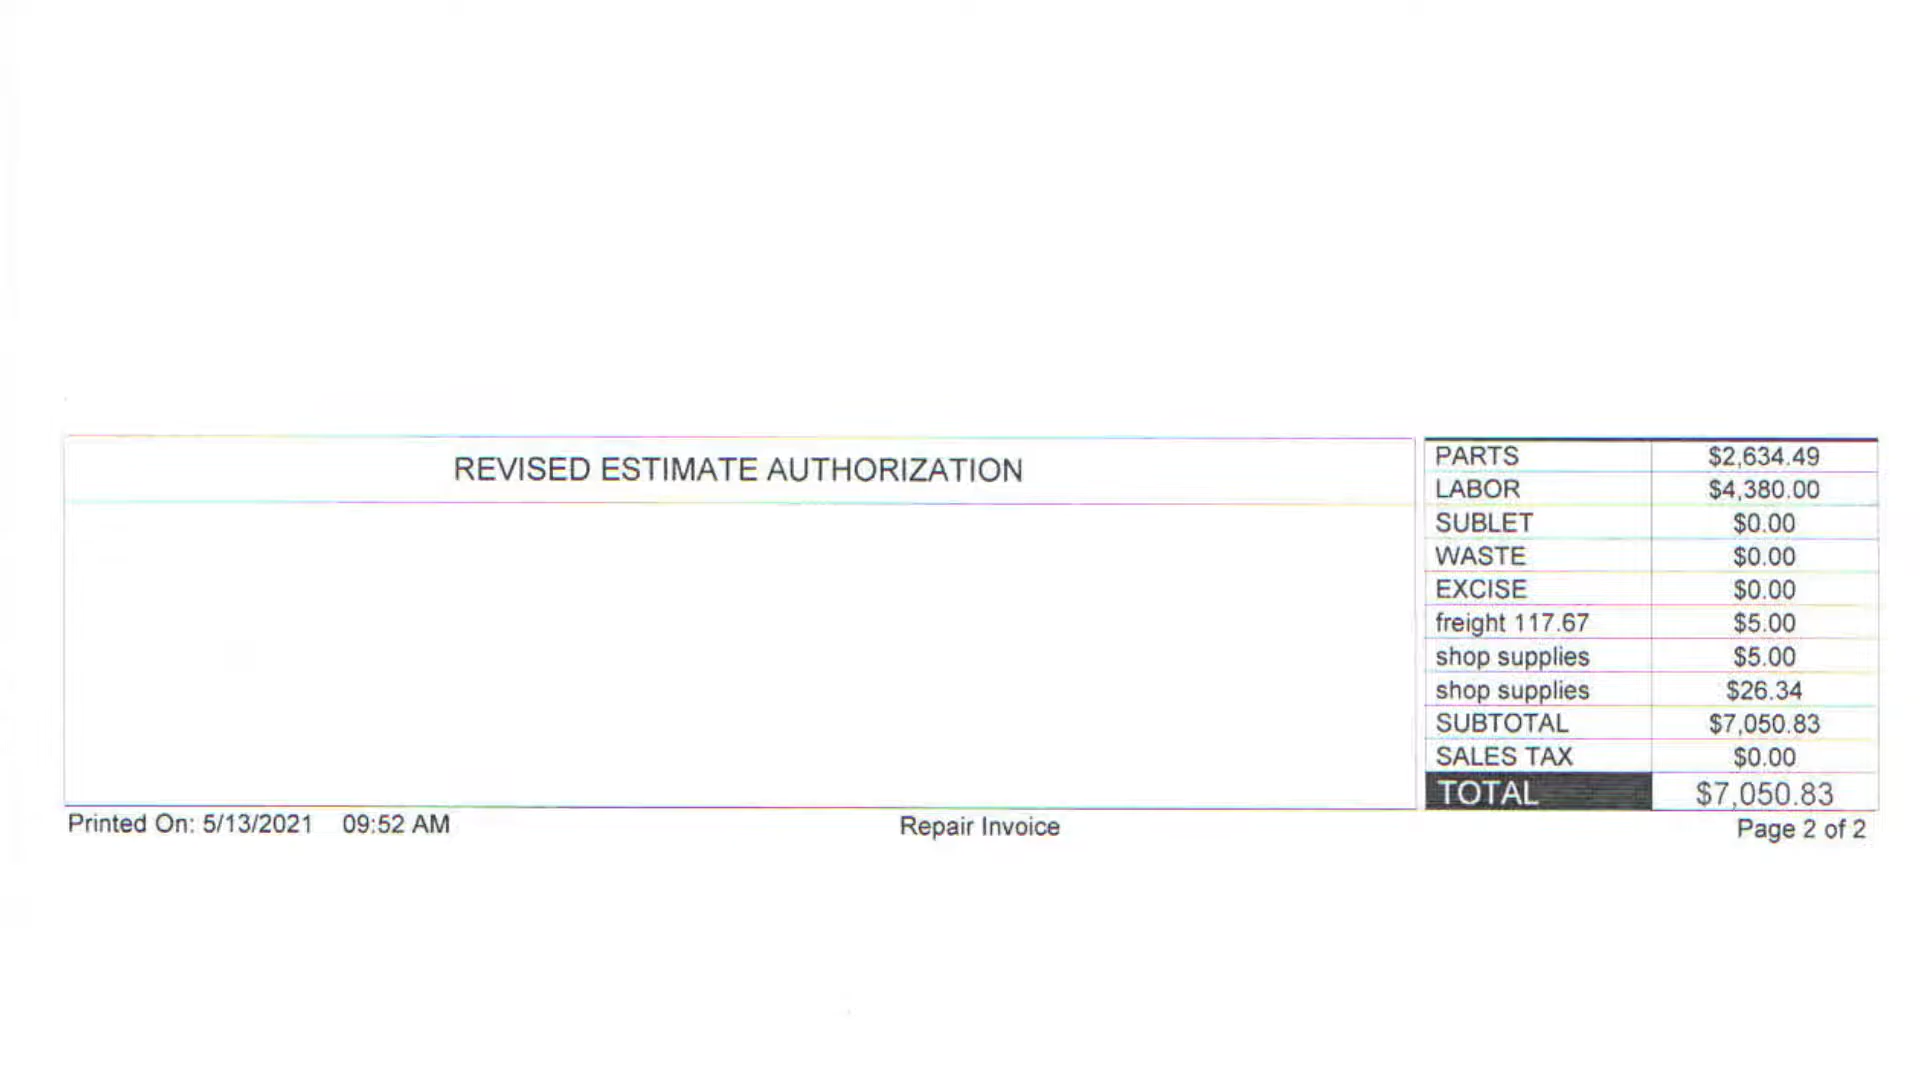 REVISED ESTIMATE AUTHORIZATION
PARTS $2,634.49
LABOR $4,380.00
SUBLET $0.00
WASTE $0.00
EXCISE $0.00
freight 117.67 $5.00
shop supplies $5.00
shop supplies $26.34
SUBTOTAL $7,050.83
SALES TAX $0.00
TOTAL $7,050.83
Printed On: 5/13/2021 09:52 AM Repair Invoice Page 2 of 2